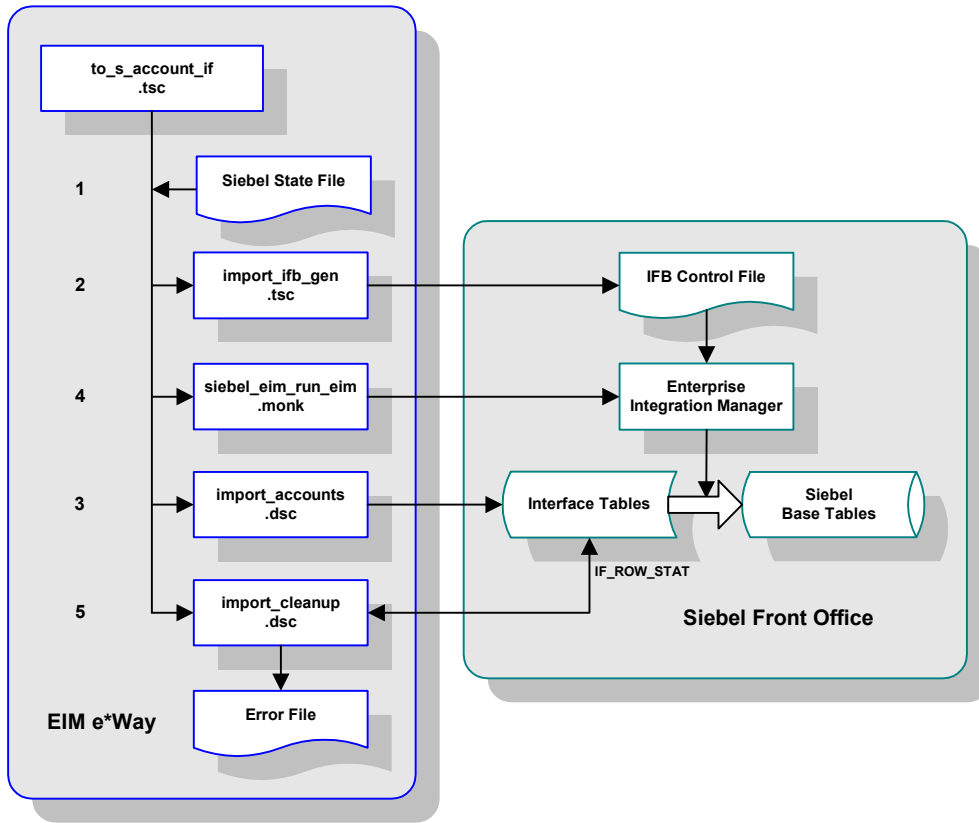 to_s_account_if
.tsc
1
Siebel State File
2
import_ifb_gen
.tsc
IFB Control File
4
siebel_eim_run_eim
.monk
Enterprise
Integration Manager
3
import_accounts
.dsc
Interface Tables
Siebel
Base Tables
IF_ROW_STAT
5
import_cleanup
.dsc
Siebel Front Office
Error File
EIM e*Way